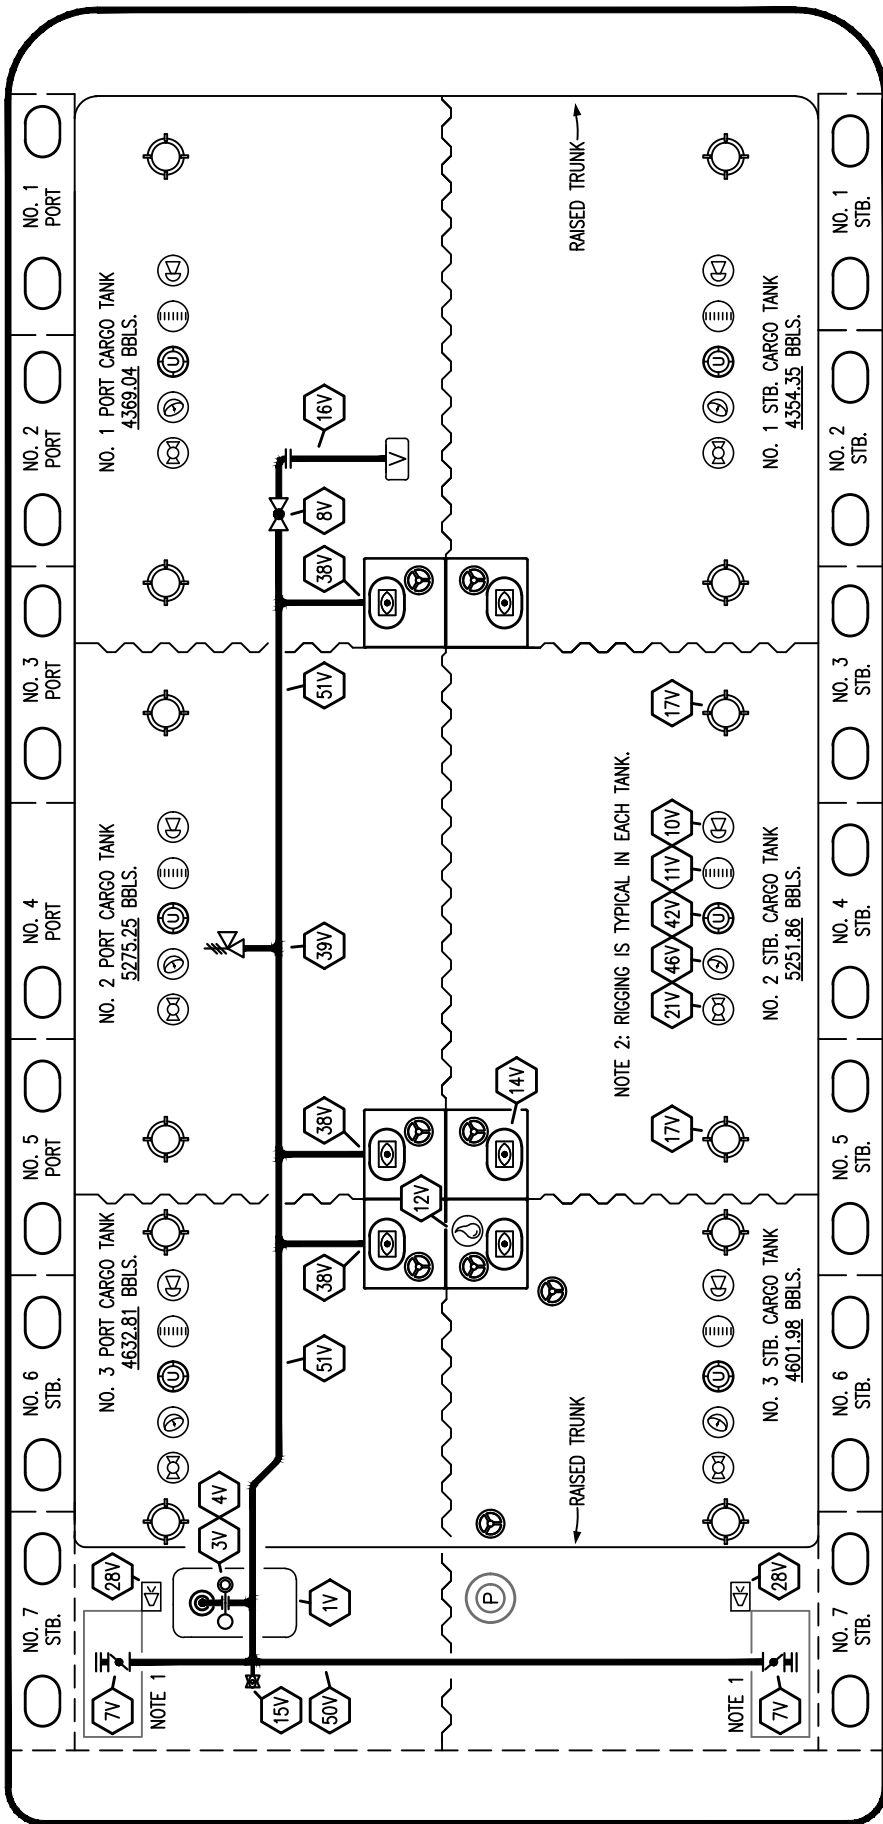 NO. 1
PORT
NO. 2
PORT
NO. 3
PORT
NO. 4
PORT
NO. 5
PORT
NO. 6
STB.
NO. 7
STB.
NO. 1 PORT CARGO TANK
4369.04 BBLS.
NO. 2 PORT CARGO TANK
5275.25 BBLS.
NO. 3 PORT CARGO TANK
4632.81 BBLS.
U
U
U
28V
7V
NOTE 1
3V
4V
1V
15V
50V
51V
38V
38V
12V
39V
51V
38V
8V
16V
V
14V
P
RAISED TRUNK
RAISED TRUNK
NOTE 2: RIGGING IS TYPICAL IN EACH TANK.
17V
21V
46V
42V
11V
10V
17V
U
U
U
28V
7V
NOTE 1
NO. 3 STB. CARGO TANK
4601.98 BBLS.
NO. 2 STB. CARGO TANK
5251.86 BBLS.
NO. 1 STB. CARGO TANK
4354.35 BBLS.
NO. 7
STB.
NO. 6
STB.
NO. 5
STB.
NO. 4
STB.
NO. 3
STB.
NO. 2
STB.
NO. 1
STB.